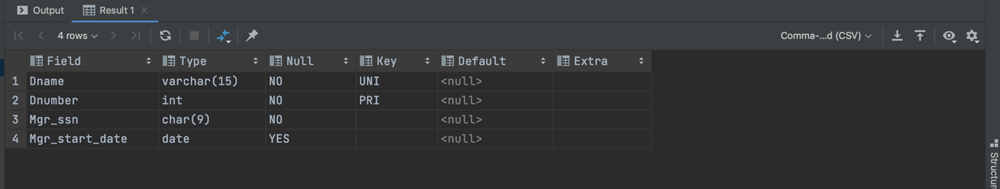 Output Result 1
4 rows Comma-...d (CSV)
Field Type Null Key Default Extra
1 Dname varchar(15) NO UNI <null>
2 Dnumber int NO PRI <null>
3 Mgr_ssn char(9) NO <null>
4 Mgr_start_date date YES <null>
Structur